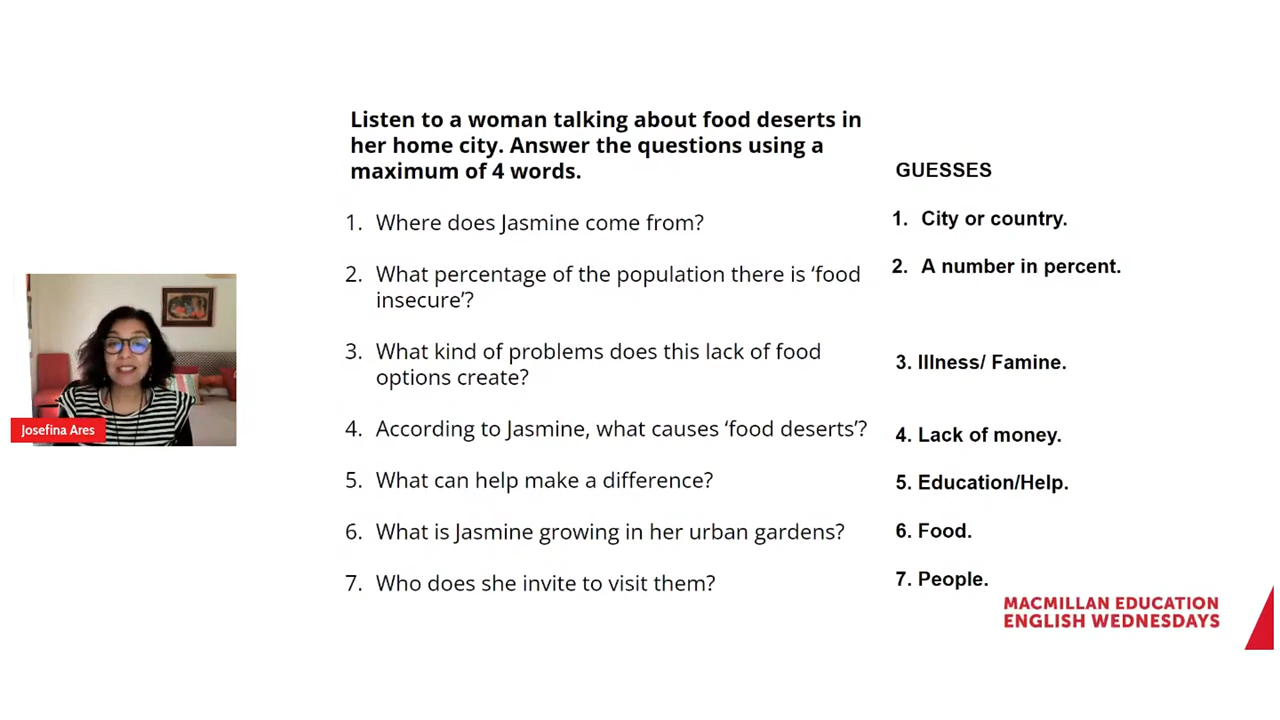 Listen to a woman talking about food deserts in
her home city. Answer the questions using a
maximum of 4 words.
1. Where does Jasmine come from?
2. What percentage of the population there is ‘food
insecure’?
3. What kind of problems does this lack of food
options create?
4. According to Jasmine, what causes ‘food deserts’?
5. What can help make a difference?
6. What is Jasmine growing in her urban gardens?
7. Who does she invite to visit them?
GUESSES
1. City or country.
2. A number in percent.
3. Illness/ Famine.
4. Lack of money.
5. Education/Help.
6. Food.
7. People.
Josefina Ares
MACMILLAN EDUCATION
ENGLISH WEDNESDAYS